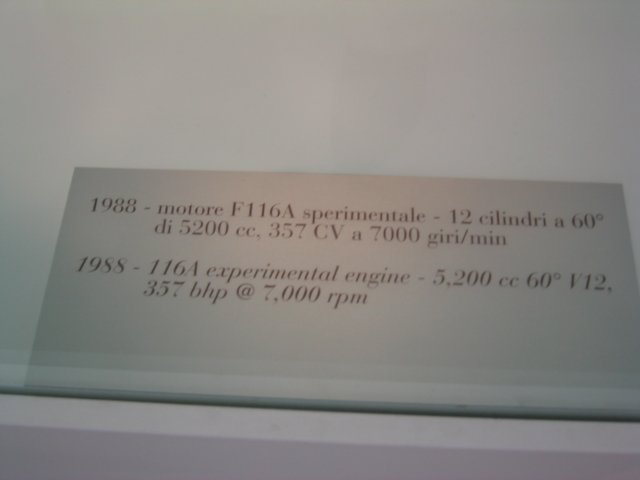 1988 - motore F116A sperimentale - 12 cilindri a 60°
di 5200 cc, 357 CV a 7000 giri/min
1988 - 116A experimental engine - 5,200 cc 60° V12,
357 bhp @ 7,000 rpm